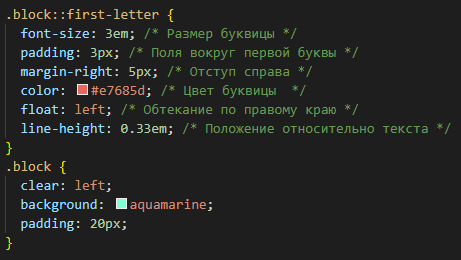 .block::first-letter {
  font-size: 3em; /* Размер буквицы */
  padding: 3px; /* Поля вокруг первой буквы */
  margin-right: 5px; /* Отступ справа */
  color: #e7685d; /* Цвет буквицы  */
  float: left; /* Обтекание по правому краю */
  line-height: 0.33em; /* Положение относительно текста */
}
.block {
  clear: left;
  background: aquamarine;
  padding: 20px;
}